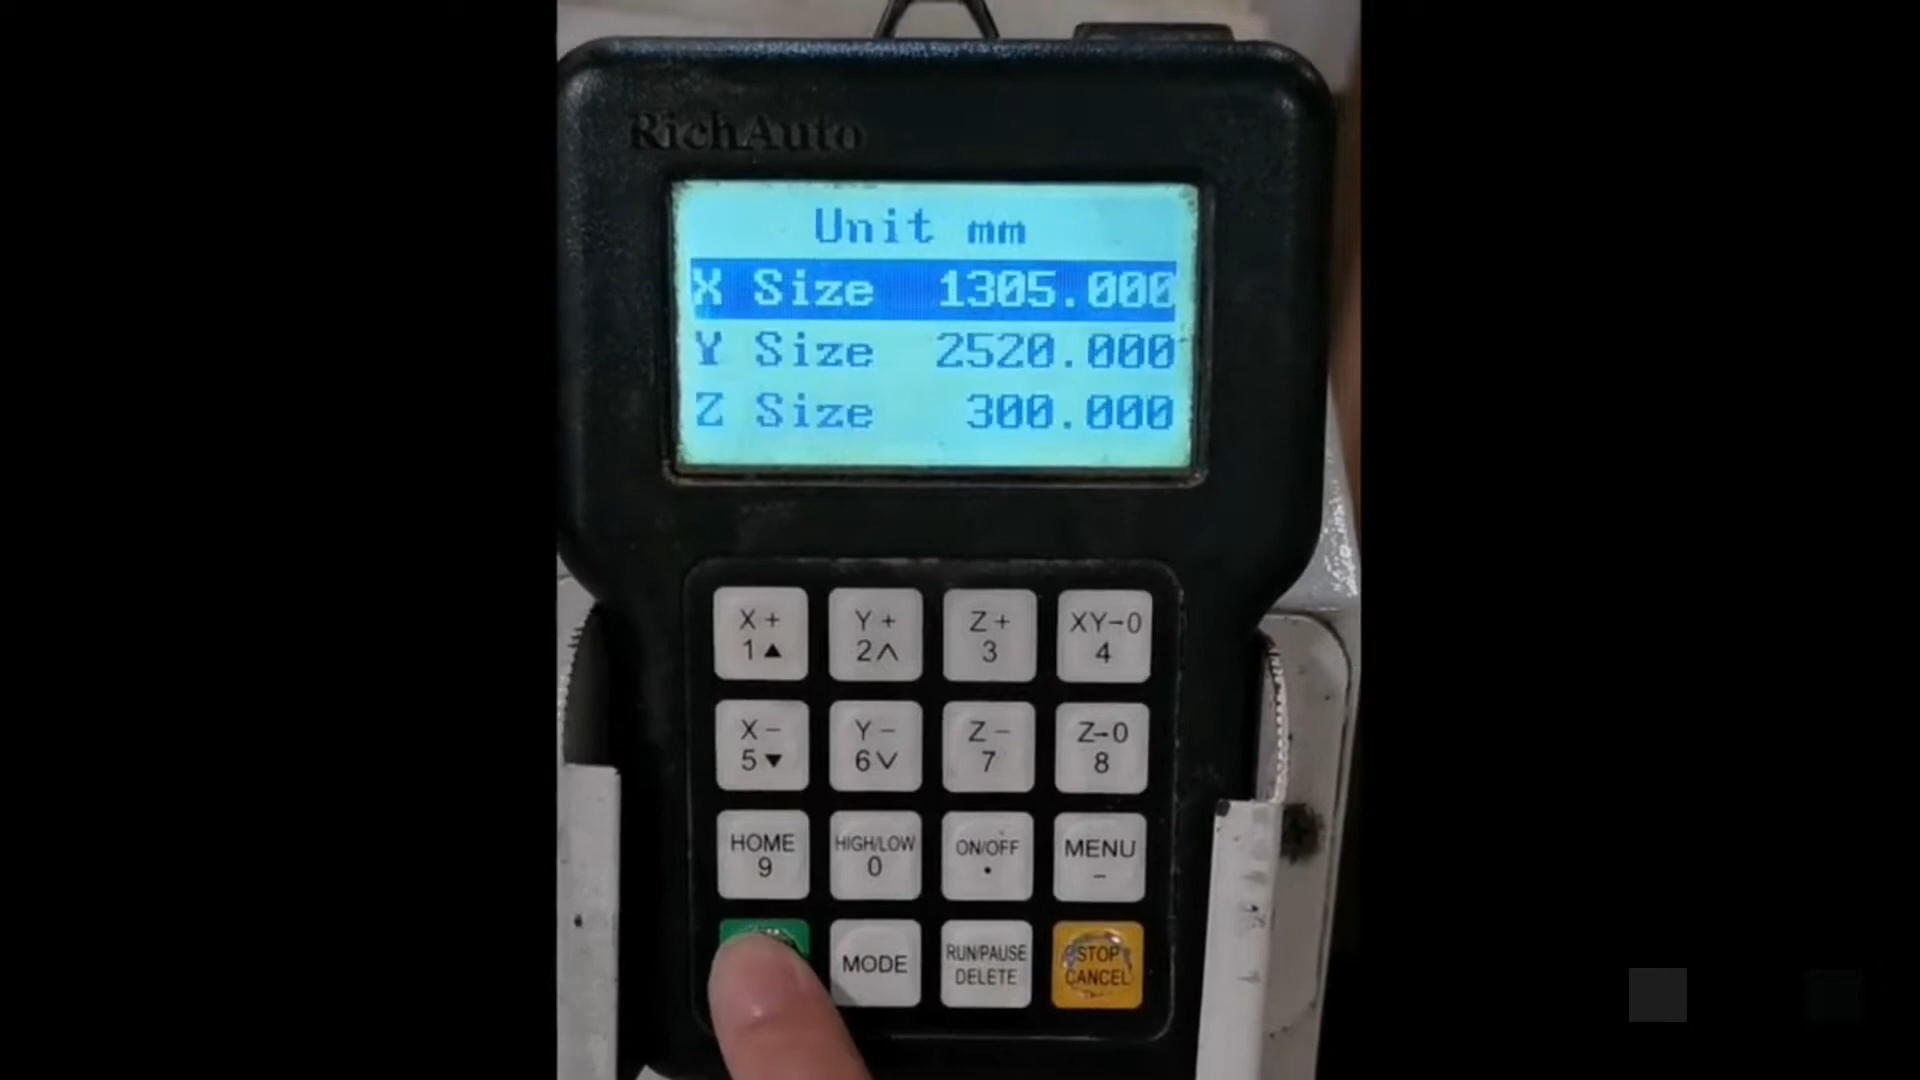 RichAuto
Unit mm
X Size 1305.000
Y Size 2520.000
Z Size 300.000
X+ Y+ Z+ XY→0
1▲ 2∧ 3 4
X− Y− Z− Z→0
5▼ 6∨ 7 8
HOME HIGH/LOW ON/OFF MENU
9 0 • −
MODE RUN/PAUSE STOP
DELETE CANCEL